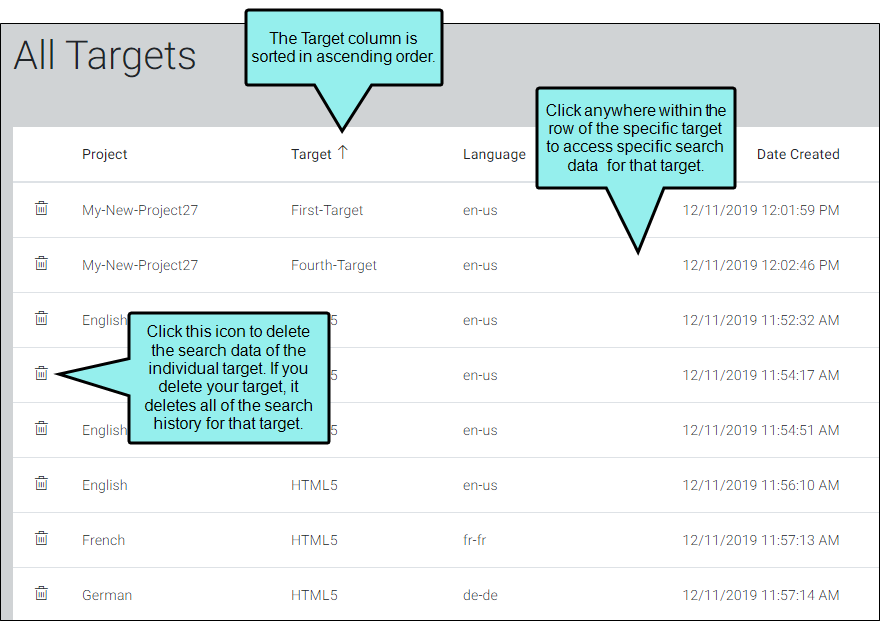 All Targets
The Target column is
sorted in ascending order.
Click anywhere within the
row of the specific target
to access specific search
data for that target.
Project Target ↑ Language Date Created
My-New-Project27 First-Target en-us 12/11/2019 12:01:59 PM
My-New-Project27 Fourth-Target en-us 12/11/2019 12:02:46 PM
English 5 en-us 12/11/2019 11:52:32 AM
5 en-us 12/11/2019 11:54:17 AM
English 5 en-us 12/11/2019 11:54:51 AM
Click this icon to delete
the search data of the
individual target. If you
delete your target, it
deletes all of the search
history for that target.
English HTML5 en-us 12/11/2019 11:56:10 AM
French HTML5 fr-fr 12/11/2019 11:57:13 AM
German HTML5 de-de 12/11/2019 11:57:14 AM